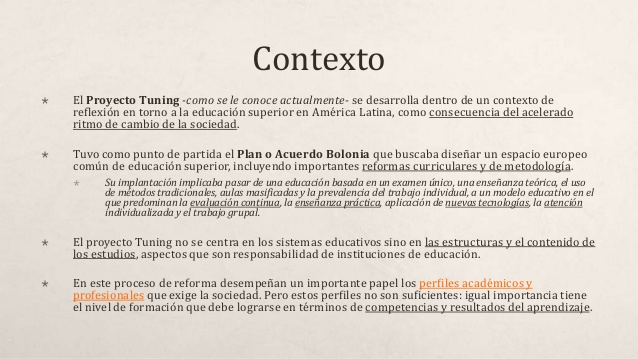 Contexto
El Proyecto Tuning -como se le conoce actualmente- se desarrolla dentro de un contexto de
reflexión en torno a la educación superior en América Latina, como consecuencia del acelerado
ritmo de cambio de la sociedad.
Tuvo como punto de partida el Plan o Acuerdo Bolonia que buscaba diseñar un espacio europeo
común de educación superior, incluyendo importantes reformas curriculares y de metodología.
Su implantación implicaba pasar de una educación basada en un examen único, una enseñanza teórica, el uso
de métodos tradicionales, aulas masificadas y la prevalencia del trabajo individual, a un modelo educativo en el
que predominan la evaluación continua, la enseñanza práctica, aplicación de nuevas tecnologías, la atención
individualizada y el trabajo grupal.
El proyecto Tuning no se centra en los sistemas educativos sino en las estructuras y el contenido de
los estudios, aspectos que son responsabilidad de instituciones de educación.
En este proceso de reforma desempeñan un importante papel los perfiles académicos y
profesionales que exige la sociedad. Pero estos perfiles no son suficientes: igual importancia tiene
el nivel de formación que debe lograrse en términos de competencias y resultados del aprendizaje.